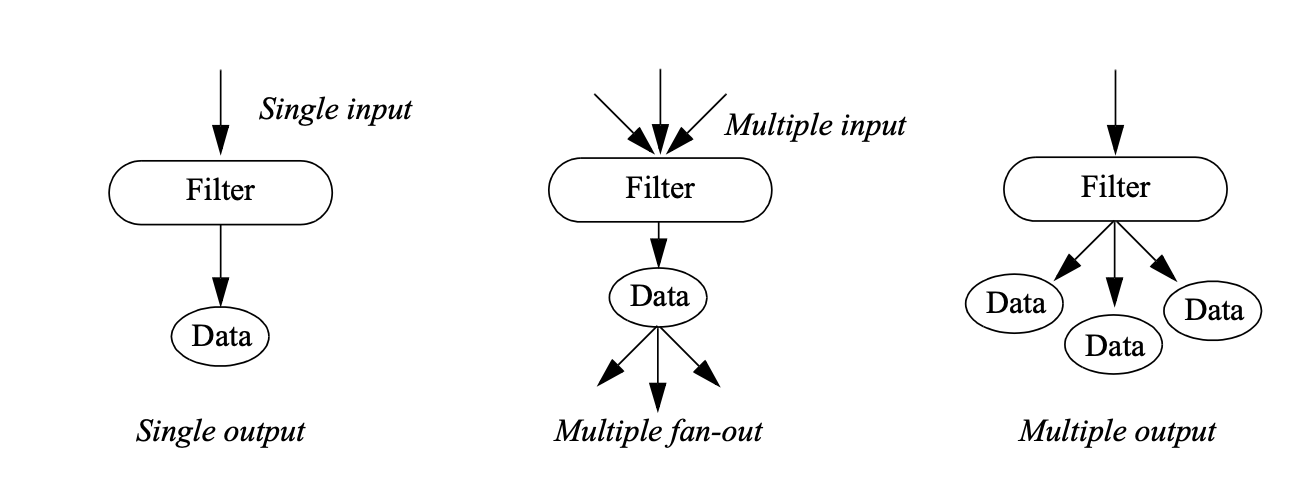 Single input
Filter
Data
Single output
Multiple input
Filter
Data
Multiple fan-out
Filter
Data
Data
Data
Multiple output